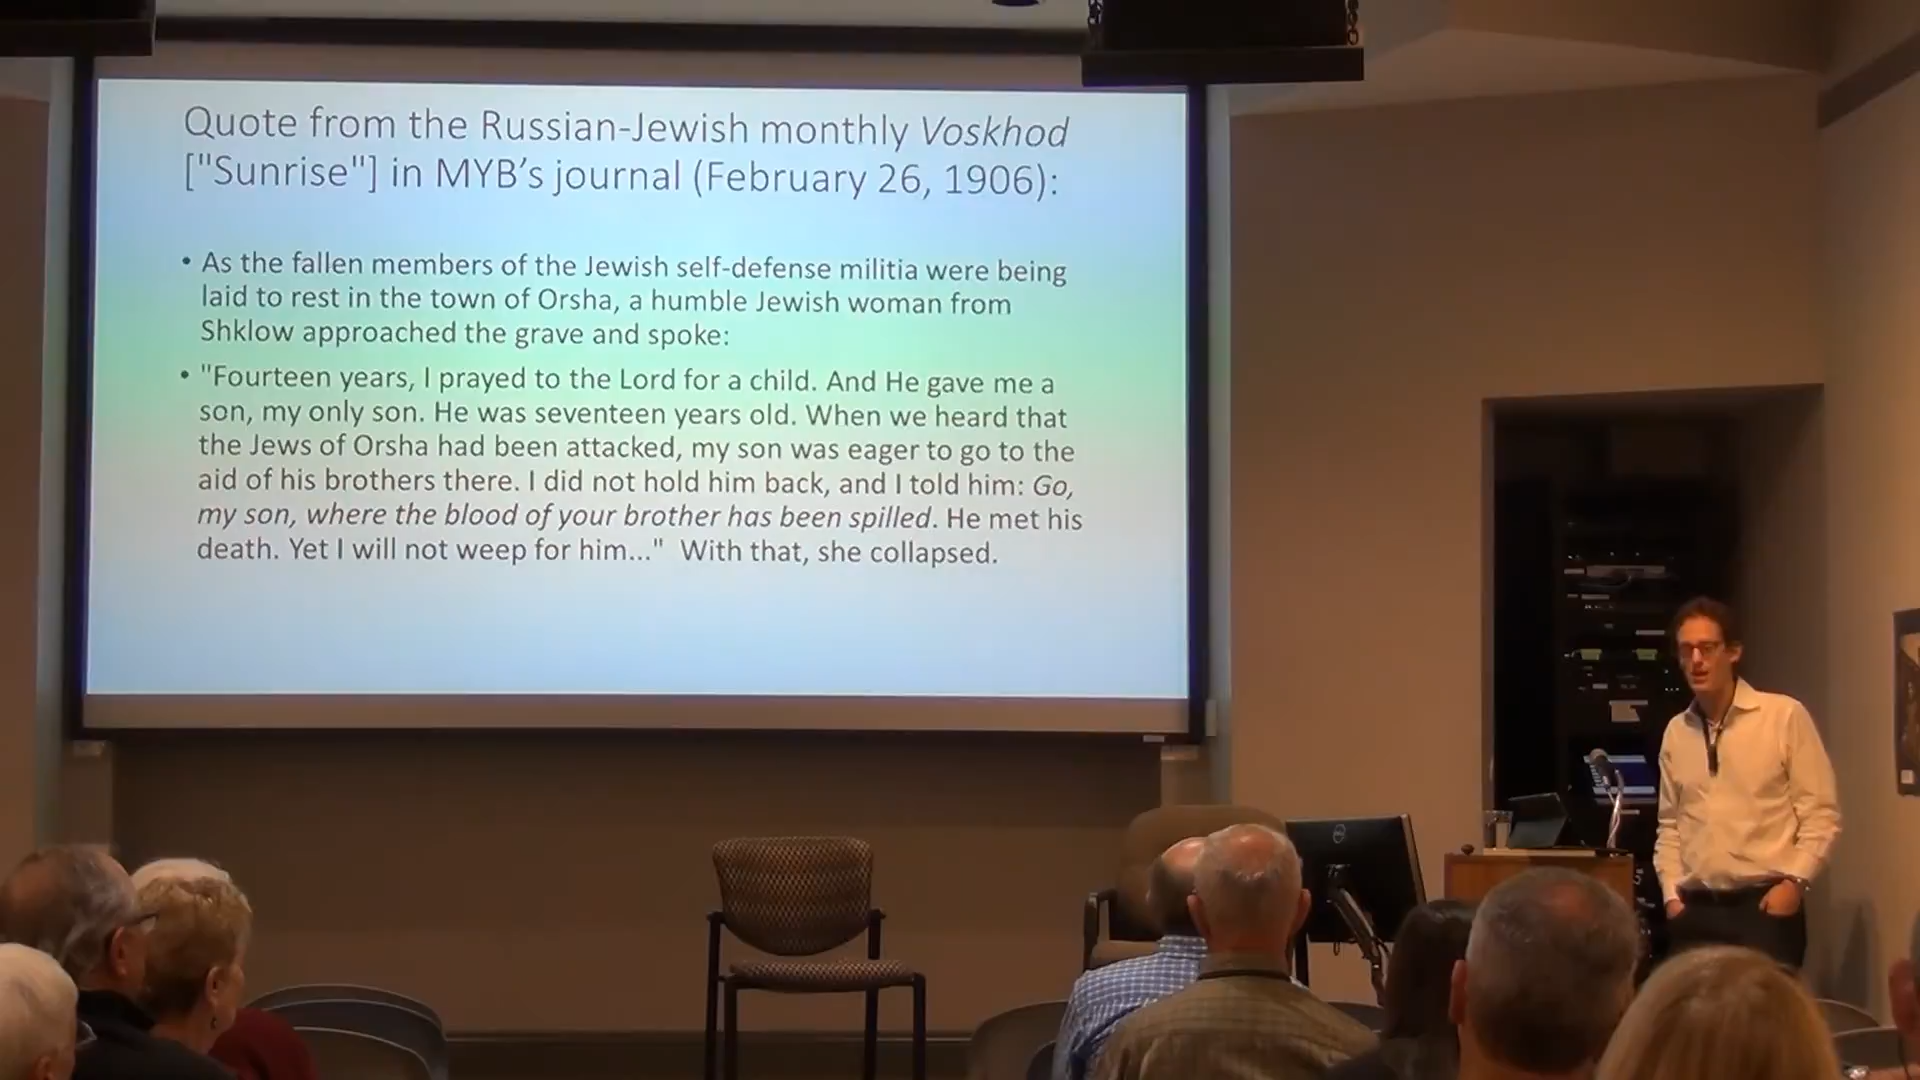 Quote from the Russian-Jewish monthly Voskhod
["Sunrise"] in MYB’s journal (February 26, 1906):
• As the fallen members of the Jewish self-defense militia were being
laid to rest in the town of Orsha, a humble Jewish woman from
Shklow approached the grave and spoke:
• "Fourteen years, I prayed to the Lord for a child. And He gave me a
son, my only son. He was seventeen years old. When we heard that
the Jews of Orsha had been attacked, my son was eager to go to the
aid of his brothers there. I did not hold him back, and I told him: Go,
my son, where the blood of your brother has been spilled. He met his
death. Yet I will not weep for him..." With that, she collapsed.